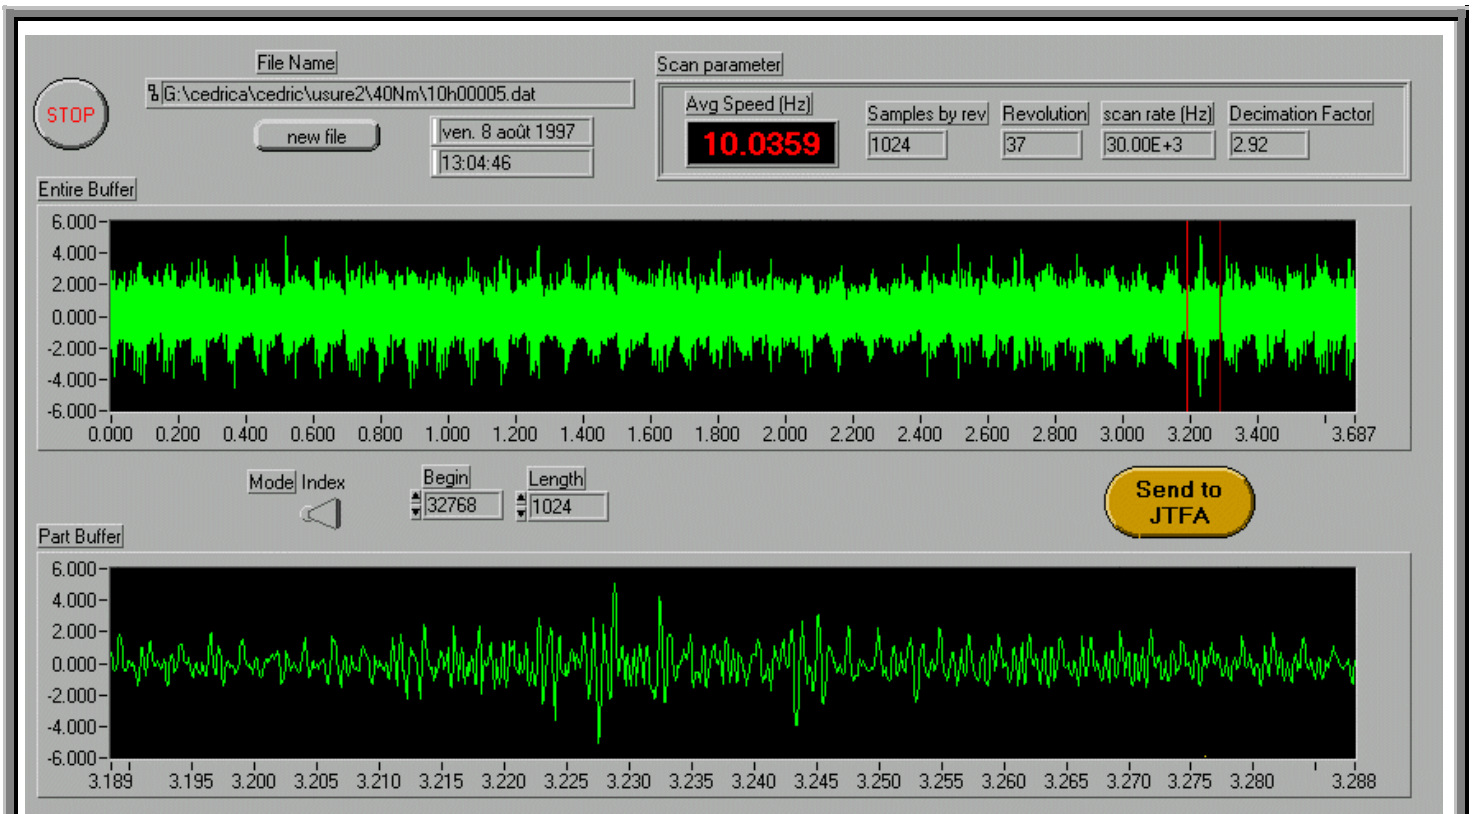 File Name
STOP
G:\cedrica\cedric\usure2\40Nm\10h00005.dat
new file
ven. 8 août 1997
13:04:46
Scan parameter
Avg Speed (Hz)
Samples by rev
Revolution
scan rate (Hz)
Decimation Factor
10.0359
1024
37
30.00E+3
2.92
Entire Buffer
6.000
4.000
2.000
0.000
-2.000
-4.000
-6.000
0.000 0.200 0.400 0.600 0.800 1.000 1.200 1.400 1.600 1.800 2.000 2.200 2.400 2.600 2.800 3.000 3.200 3.400 3.687
Mode Index
Begin
32768
Length
1024
Send to
JTFA
Part Buffer
6.000
4.000
2.000
0.000
-2.000
-4.000
-6.000
3.189 3.195 3.200 3.205 3.210 3.215 3.220 3.225 3.230 3.235 3.240 3.245 3.250 3.255 3.260 3.265 3.270 3.275 3.280 3.288